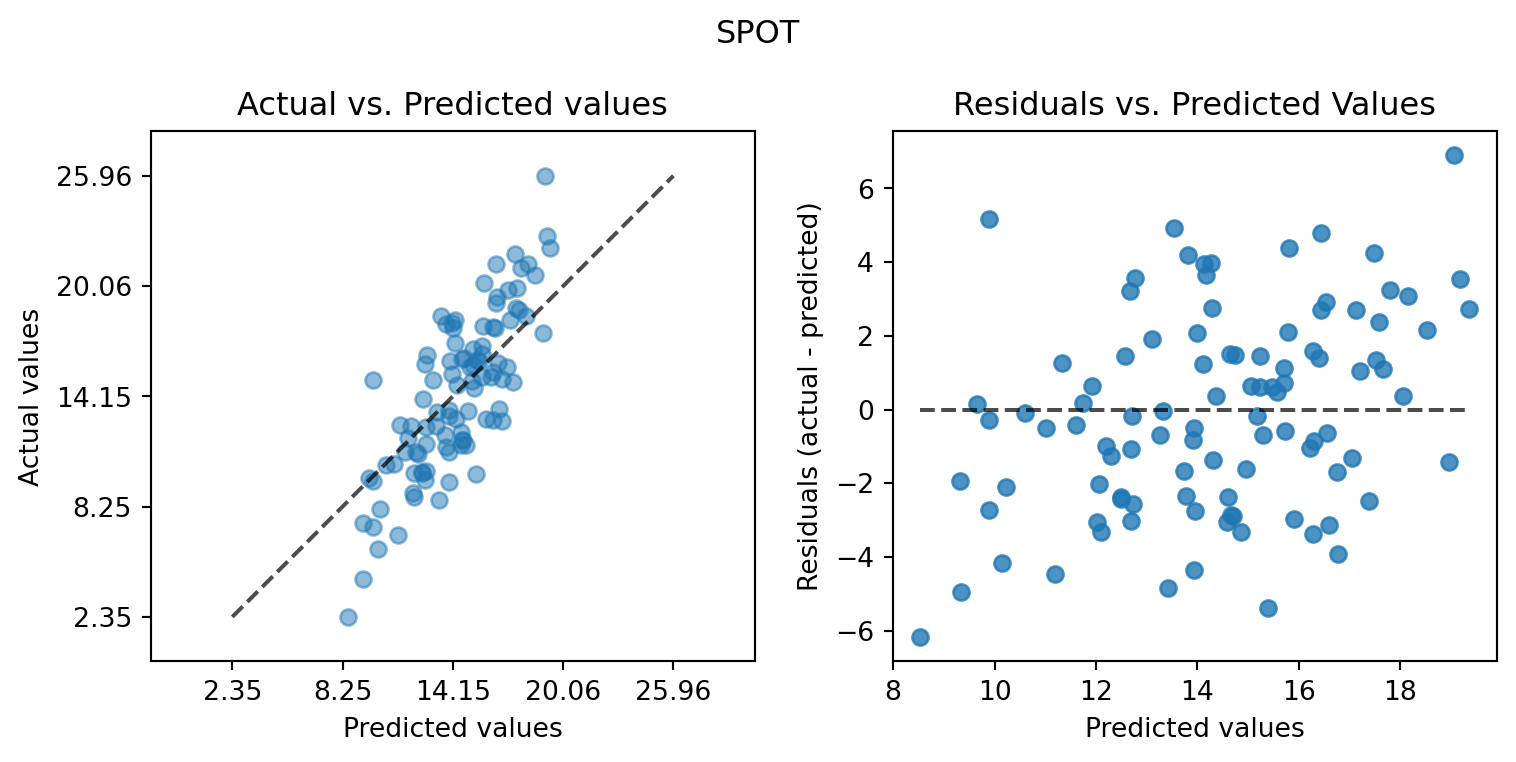 SPOT
Actual vs. Predicted values
25.96
20.06
14.15
8.25
2.35
Actual values
2.35 8.25 14.15 20.06 25.96
Predicted values
Residuals vs. Predicted Values
6
4
2
0
−2
−4
−6
Residuals (actual - predicted)
8 10 12 14 16 18
Predicted values